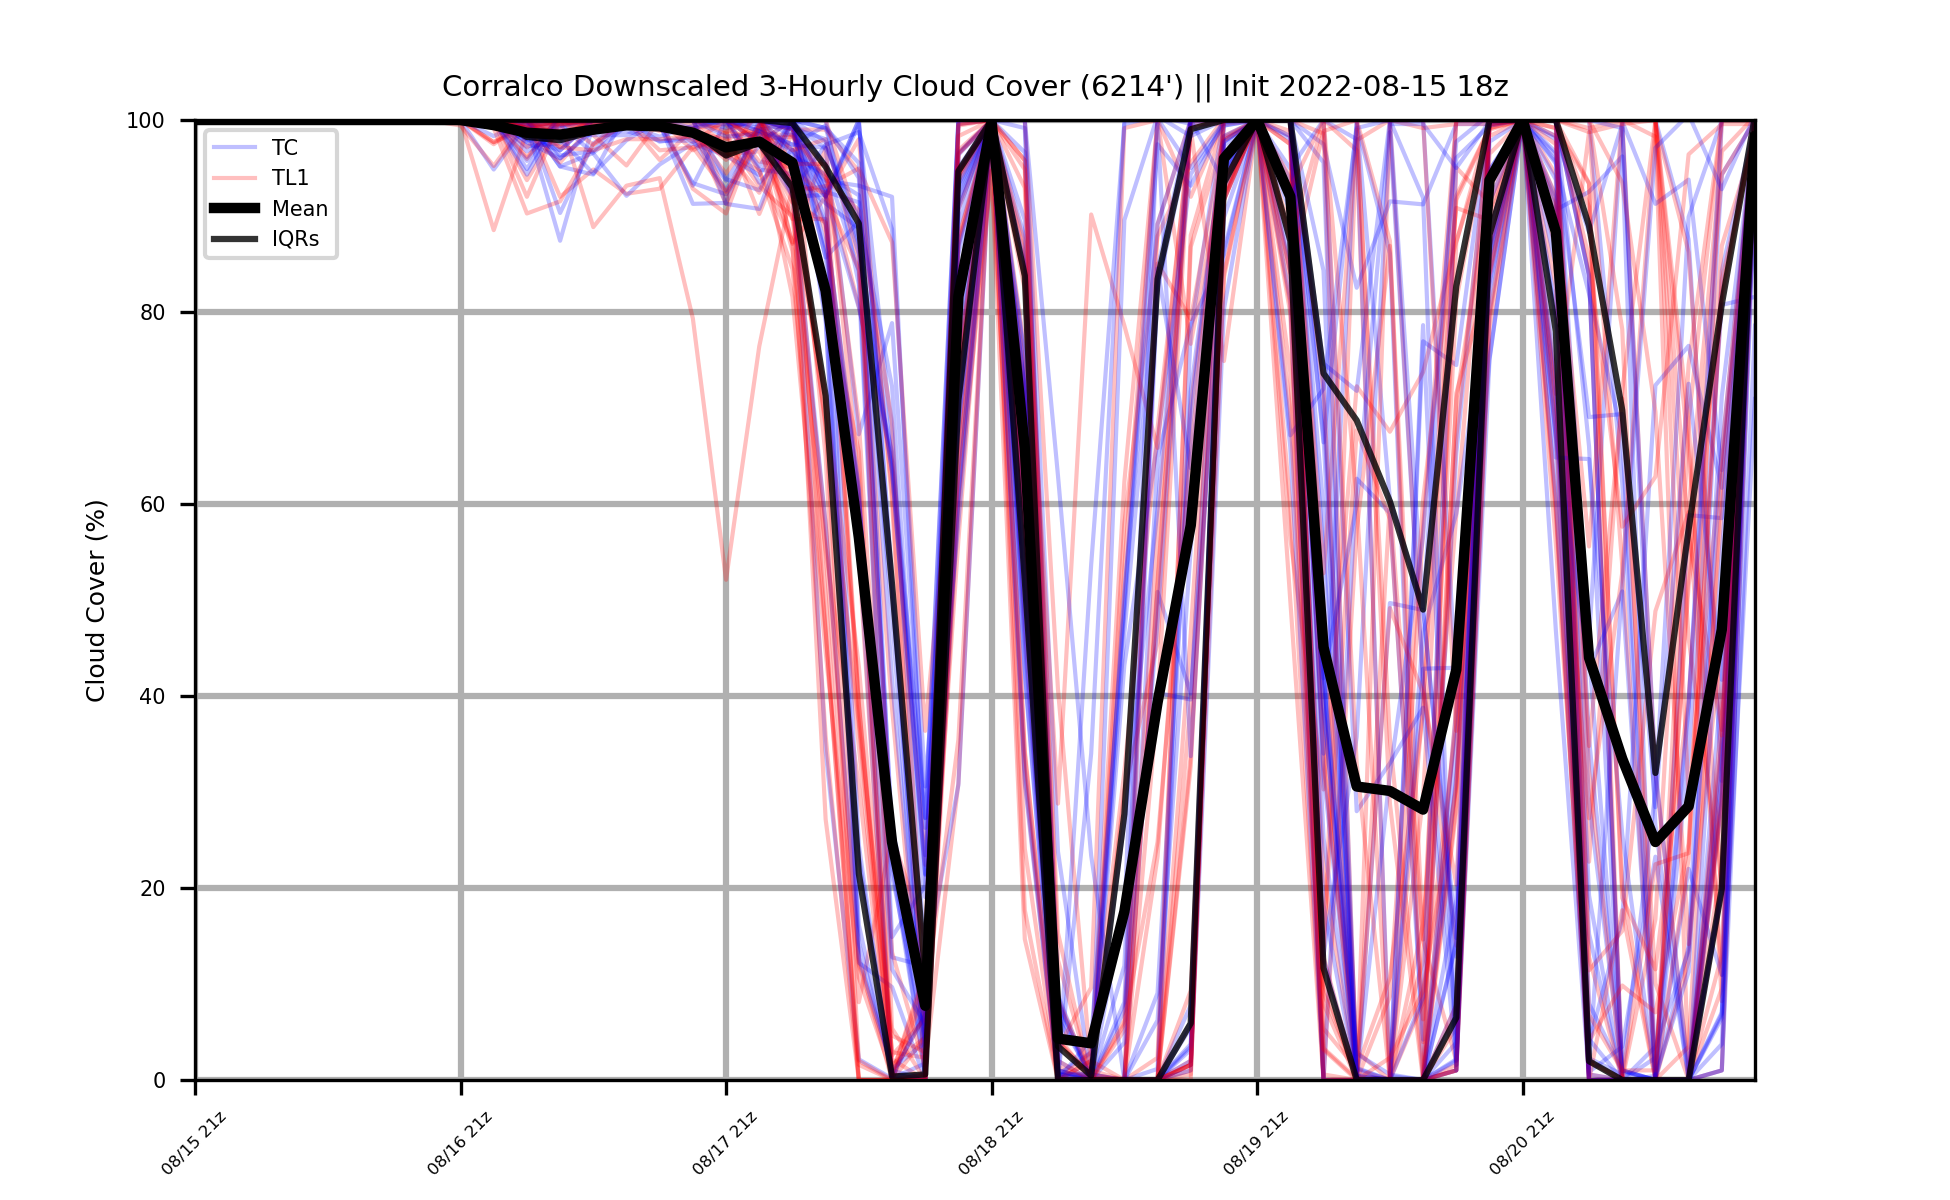 Corralco Downscaled 3-Hourly Cloud Cover (6214') || Init 2022-08-15 18z
TC
TL1
Mean
IQRs
Cloud Cover (%)
100
80
60
40
20
0
08/15 21z
08/16 21z
08/17 21z
08/18 21z
08/19 21z
08/20 21z